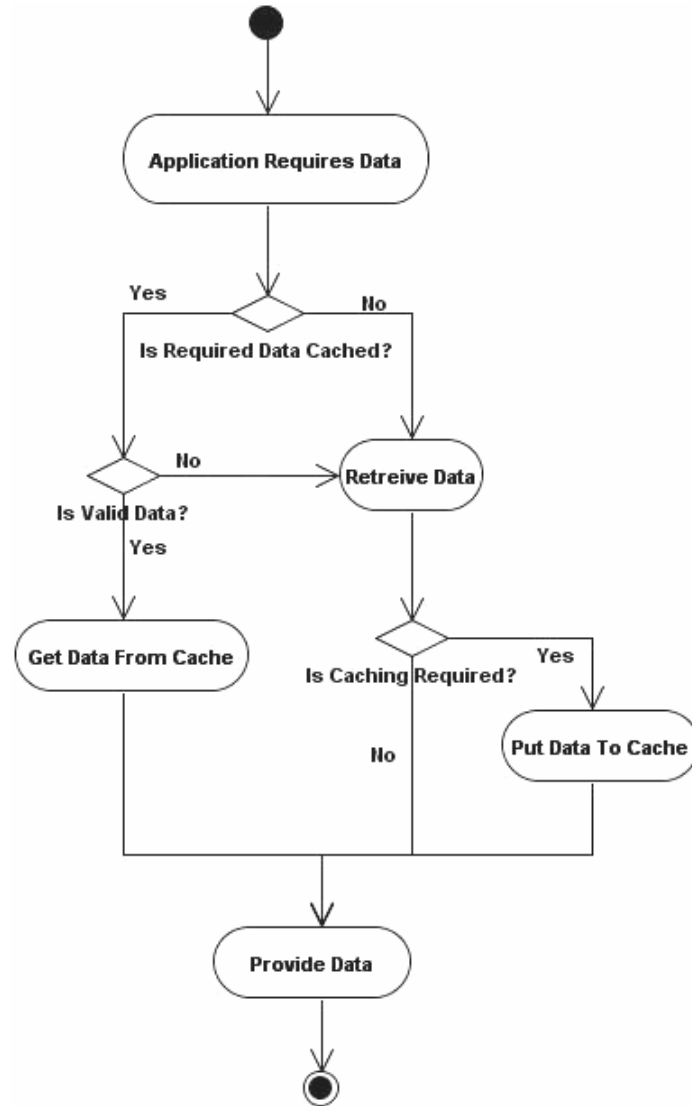 Application Requires Data
Yes
No
Is Required Data Cached?
No
Retreive Data
Is Valid Data?
Yes
Get Data From Cache
Is Caching Required?
Yes
Put Data To Cache
No
Provide Data